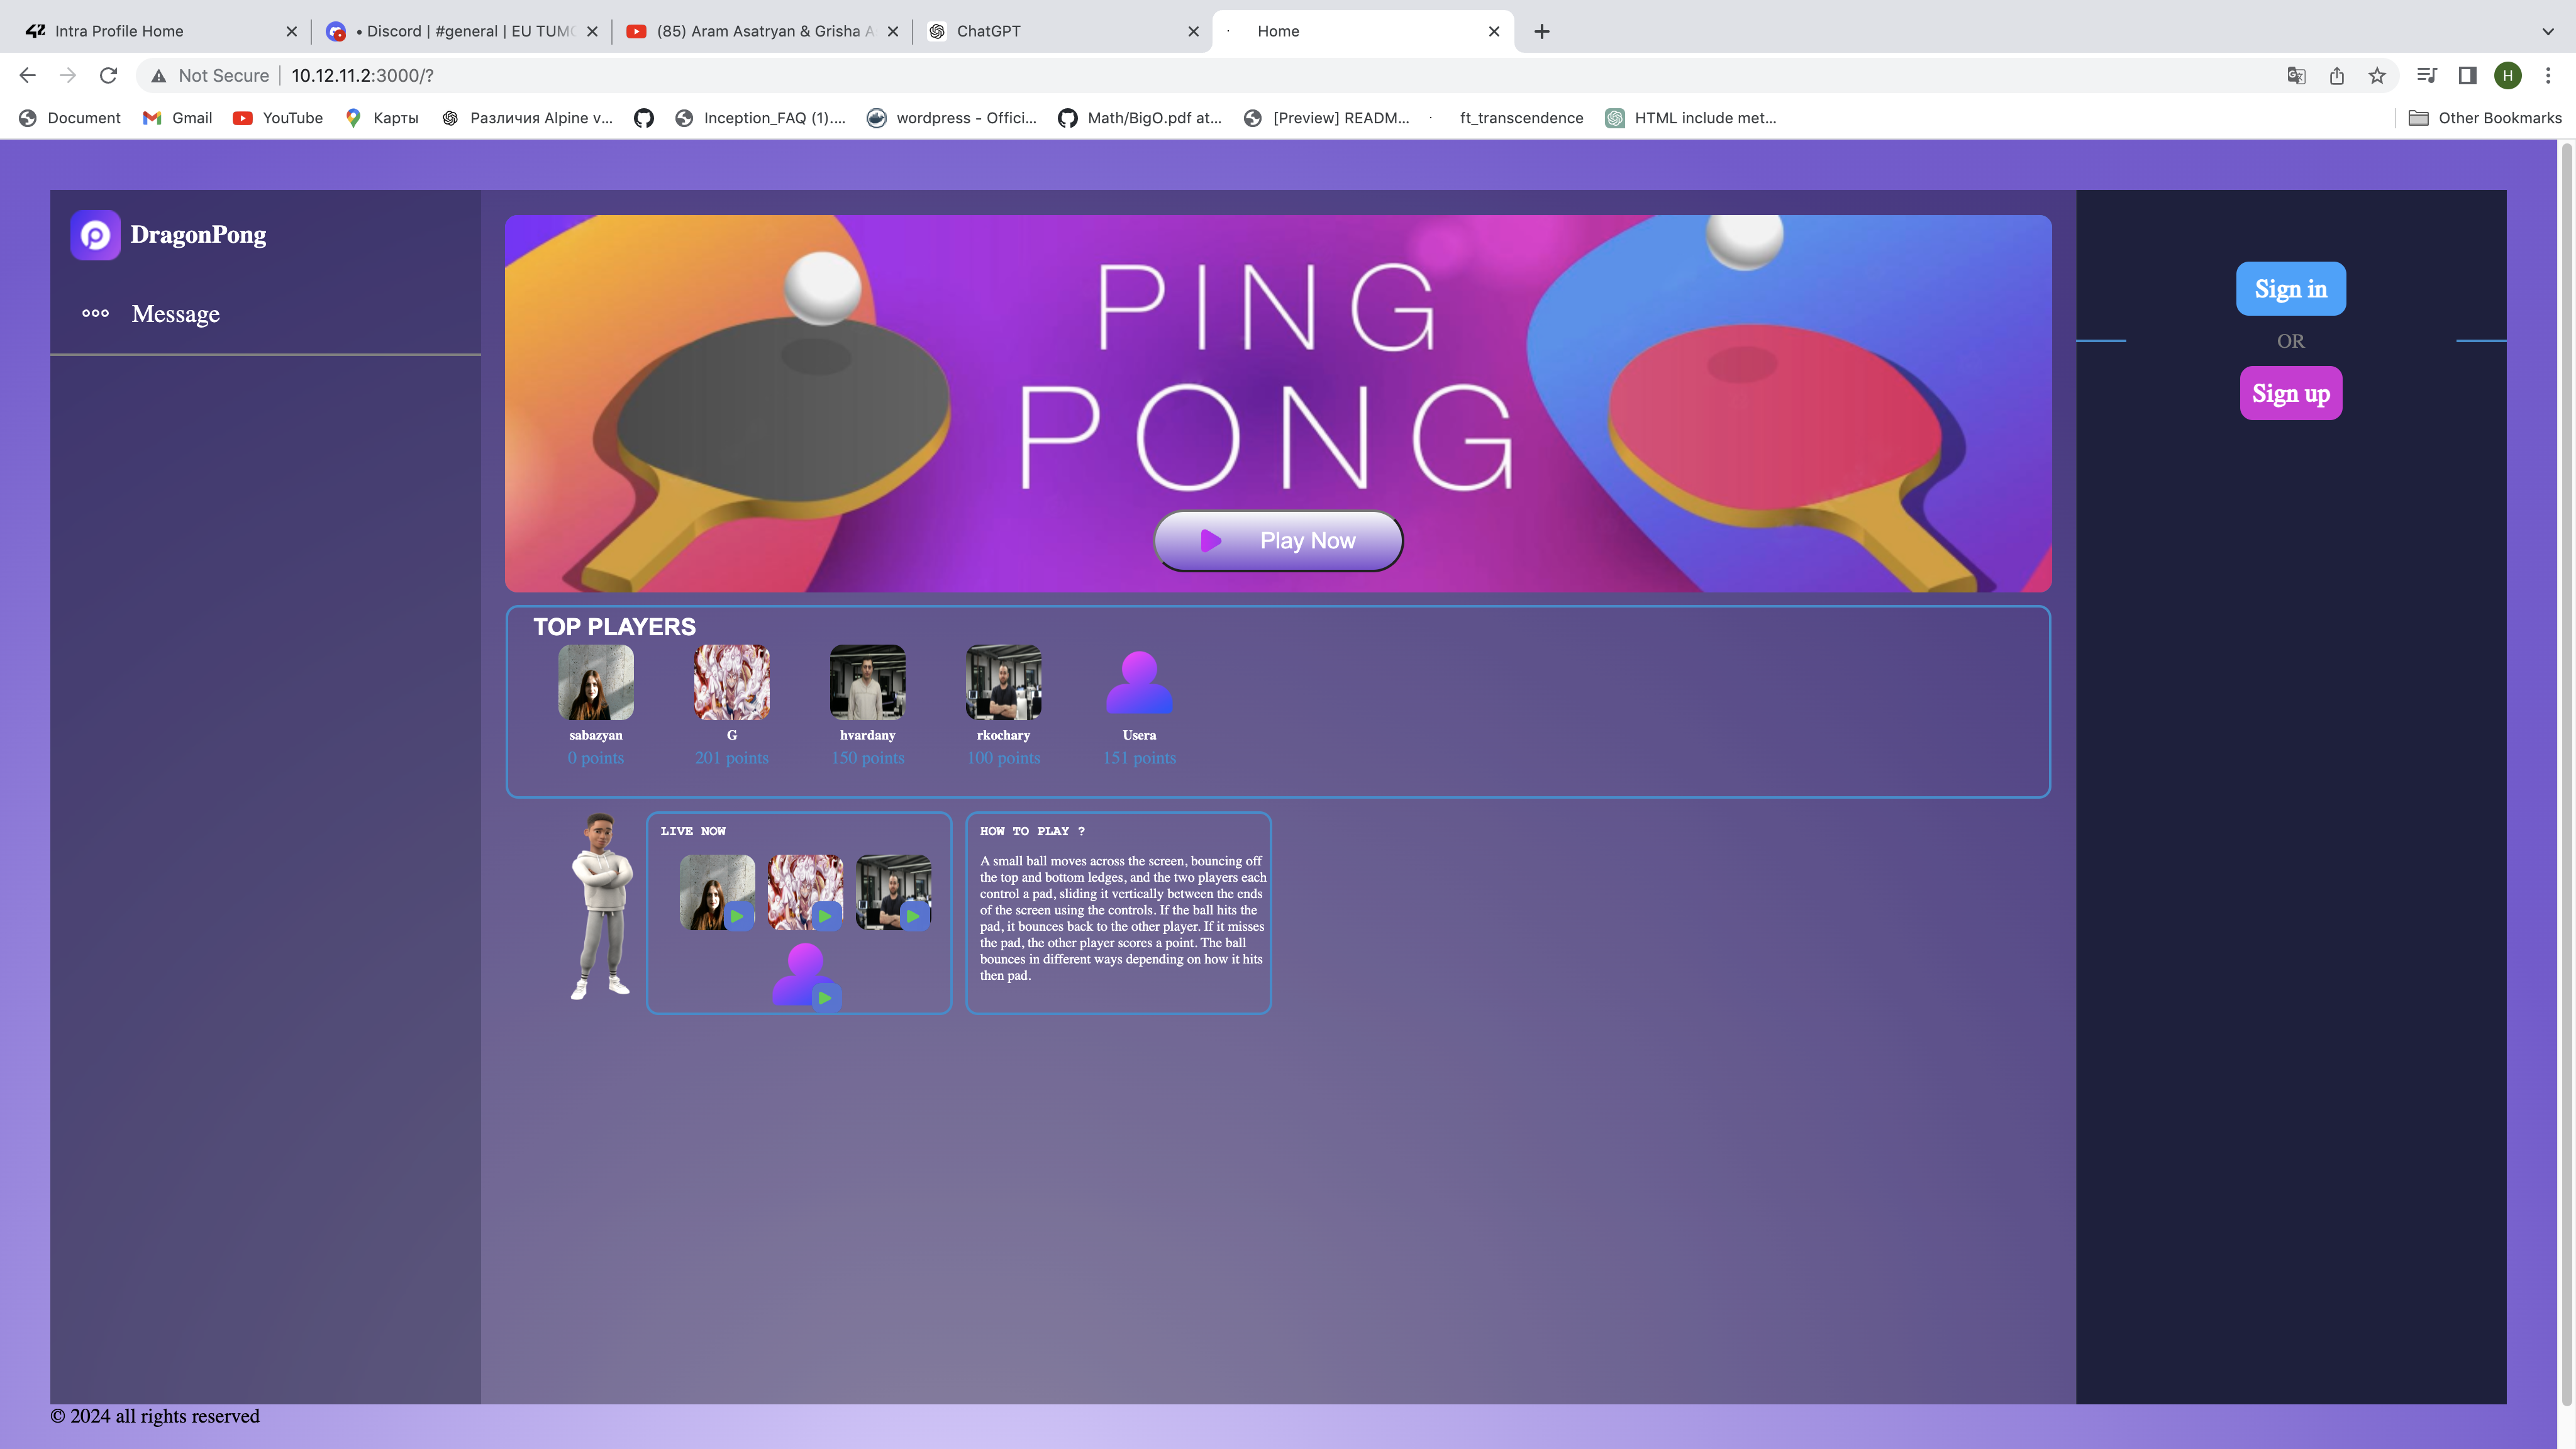 Intra Profile Home
• Discord | #general | EU TUMO
(85) Aram Asatryan & Grisha A
ChatGPT
Home
Not Secure
10.12.11.2:3000/?
H
Document
Gmail
YouTube
Карты
Различия Alpine v...
Inception_FAQ (1)....
wordpress - Offici...
Math/BigO.pdf at...
[Preview] READM...
ft_transcendence
HTML include met...
Other Bookmarks
DragonPong
Message
PING
PONG
Play Now
Sign in
OR
Sign up
TOP PLAYERS
sabazyan
G
hvardany
rkochary
Usera
0 points
201 points
150 points
100 points
151 points
LIVE NOW
HOW TO PLAY ?
A small ball moves across the screen, bouncing off
the top and bottom ledges, and the two players each
control a pad, sliding it vertically between the ends
of the screen using the controls. If the ball hits the
pad, it bounces back to the other player. If it misses
the pad, the other player scores a point. The ball
bounces in different ways depending on how it hits
then pad.
© 2024 all rights reserved